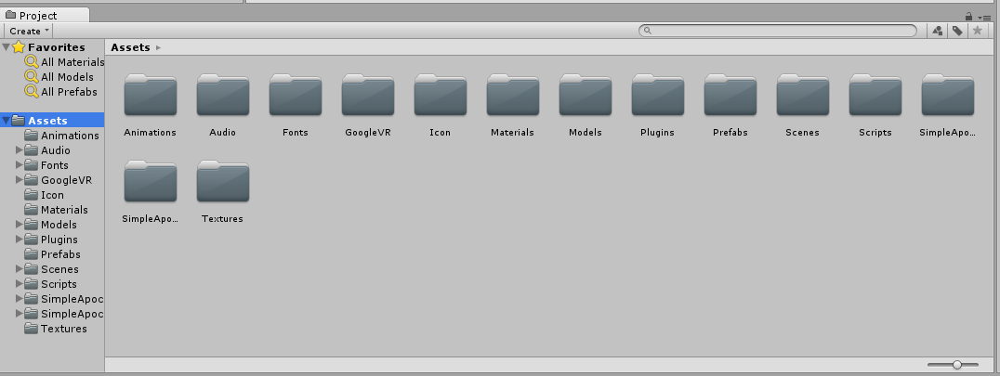 Project
Create
Favorites
All Materials
All Models
All Prefabs
Assets
Animations
Audio
Fonts
GoogleVR
Icon
Materials
Models
Plugins
Prefabs
Scenes
Scripts
SimpleApoc
SimpleApoc
Textures
Assets
Animations Audio Fonts GoogleVR Icon Materials Models Plugins Prefabs Scenes Scripts SimpleApo...
SimpleApo... Textures